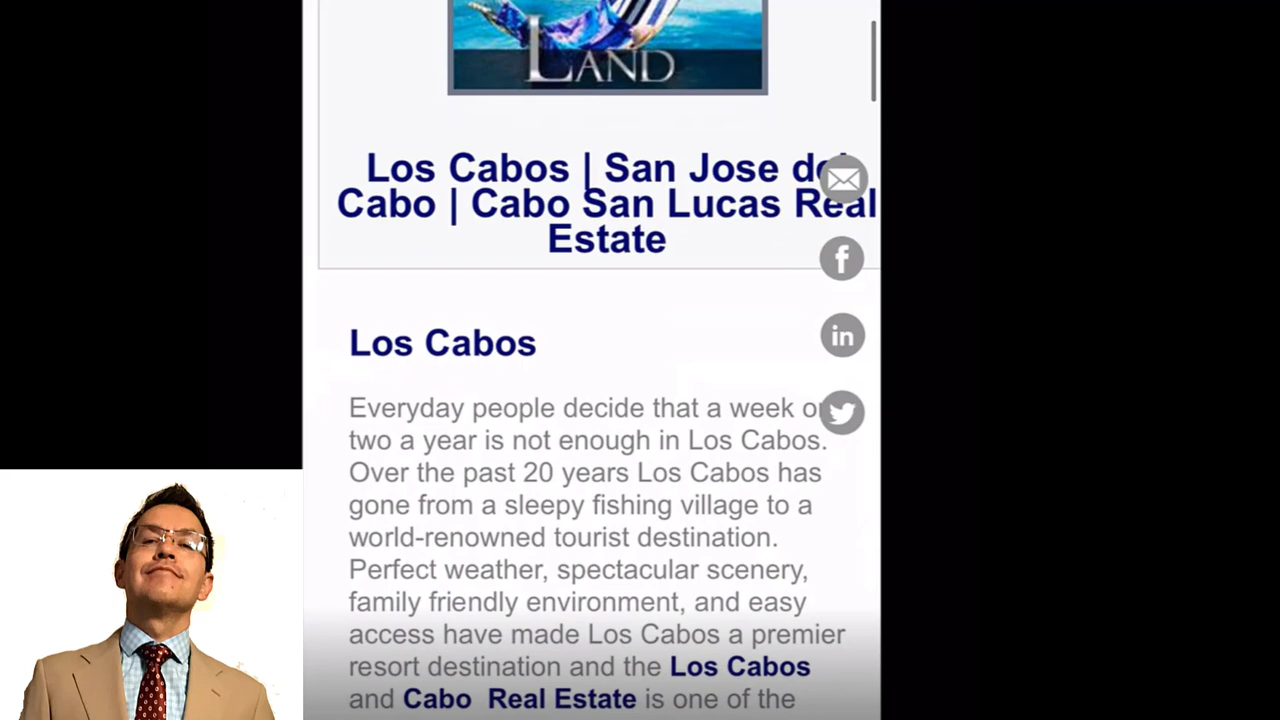 LAND
Los Cabos | San Jose del
Cabo | Cabo San Lucas Real
Estate
Los Cabos
Everyday people decide that a week or
two a year is not enough in Los Cabos.
Over the past 20 years Los Cabos has
gone from a sleepy fishing village to a
world-renowned tourist destination.
Perfect weather, spectacular scenery,
family friendly environment, and easy
access have made Los Cabos a premier
resort destination and the Los Cabos
and Cabo Real Estate is one of the
f
in